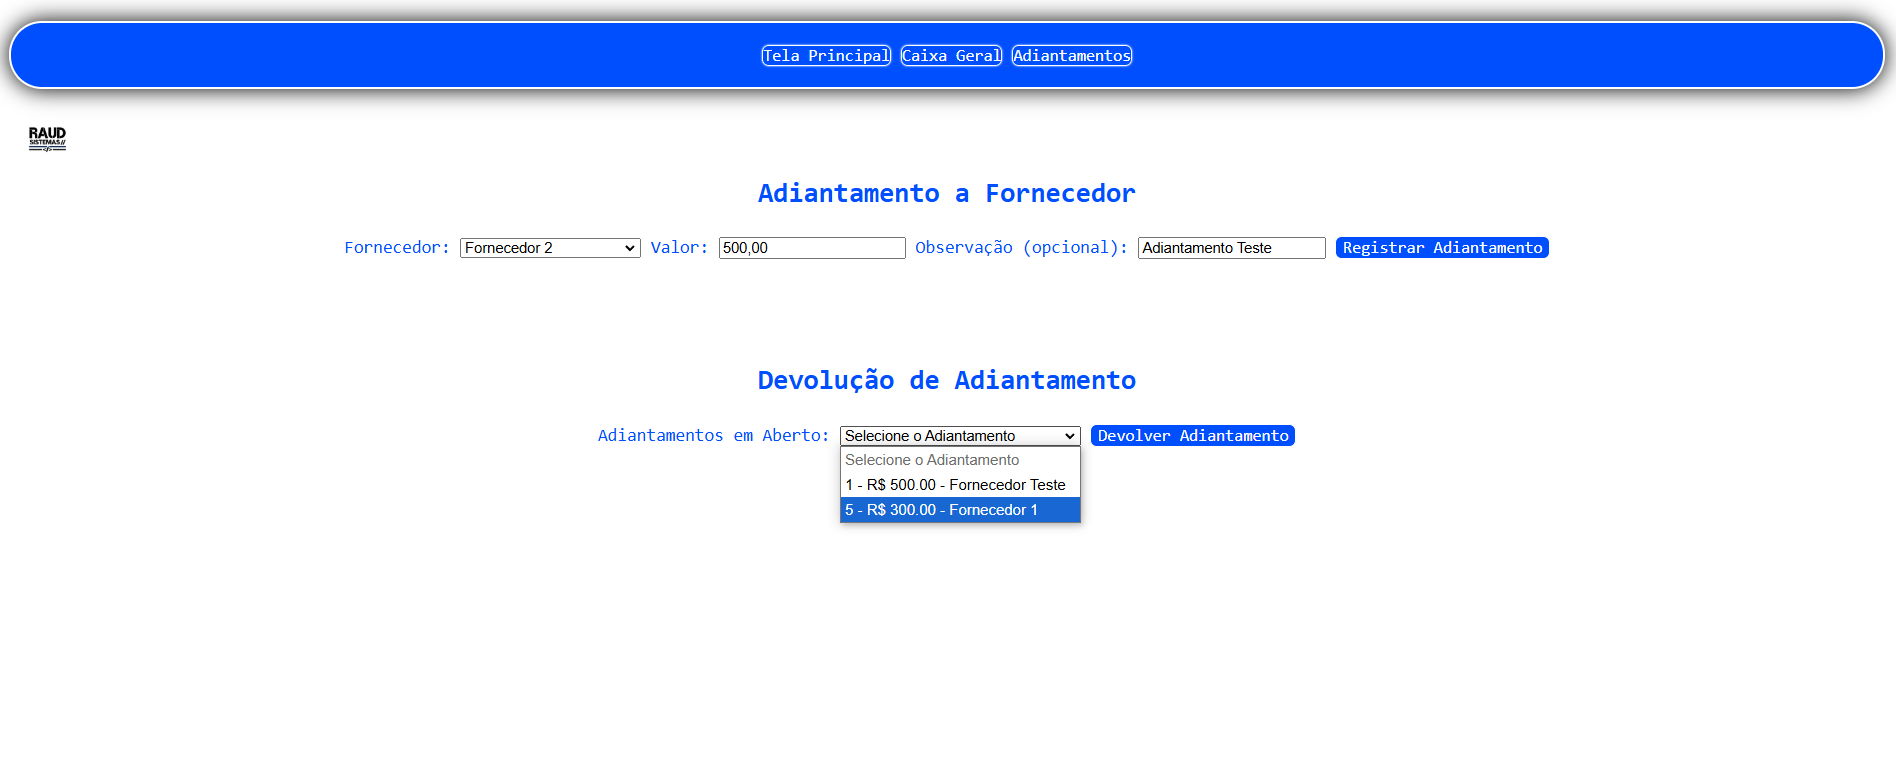 Tela Principal Caixa Geral Adiantamentos
RAUD
SISTEMAS//
</>
Adiantamento a Fornecedor
Fornecedor: Fornecedor 2 Valor: 500,00 Observação (opcional): Adiantamento Teste Registrar Adiantamento
Devolução de Adiantamento
Adiantamentos em Aberto: Selecione o Adiantamento Devolver Adiantamento
Selecione o Adiantamento
1 - R$ 500.00 - Fornecedor Teste
5 - R$ 300.00 - Fornecedor 1